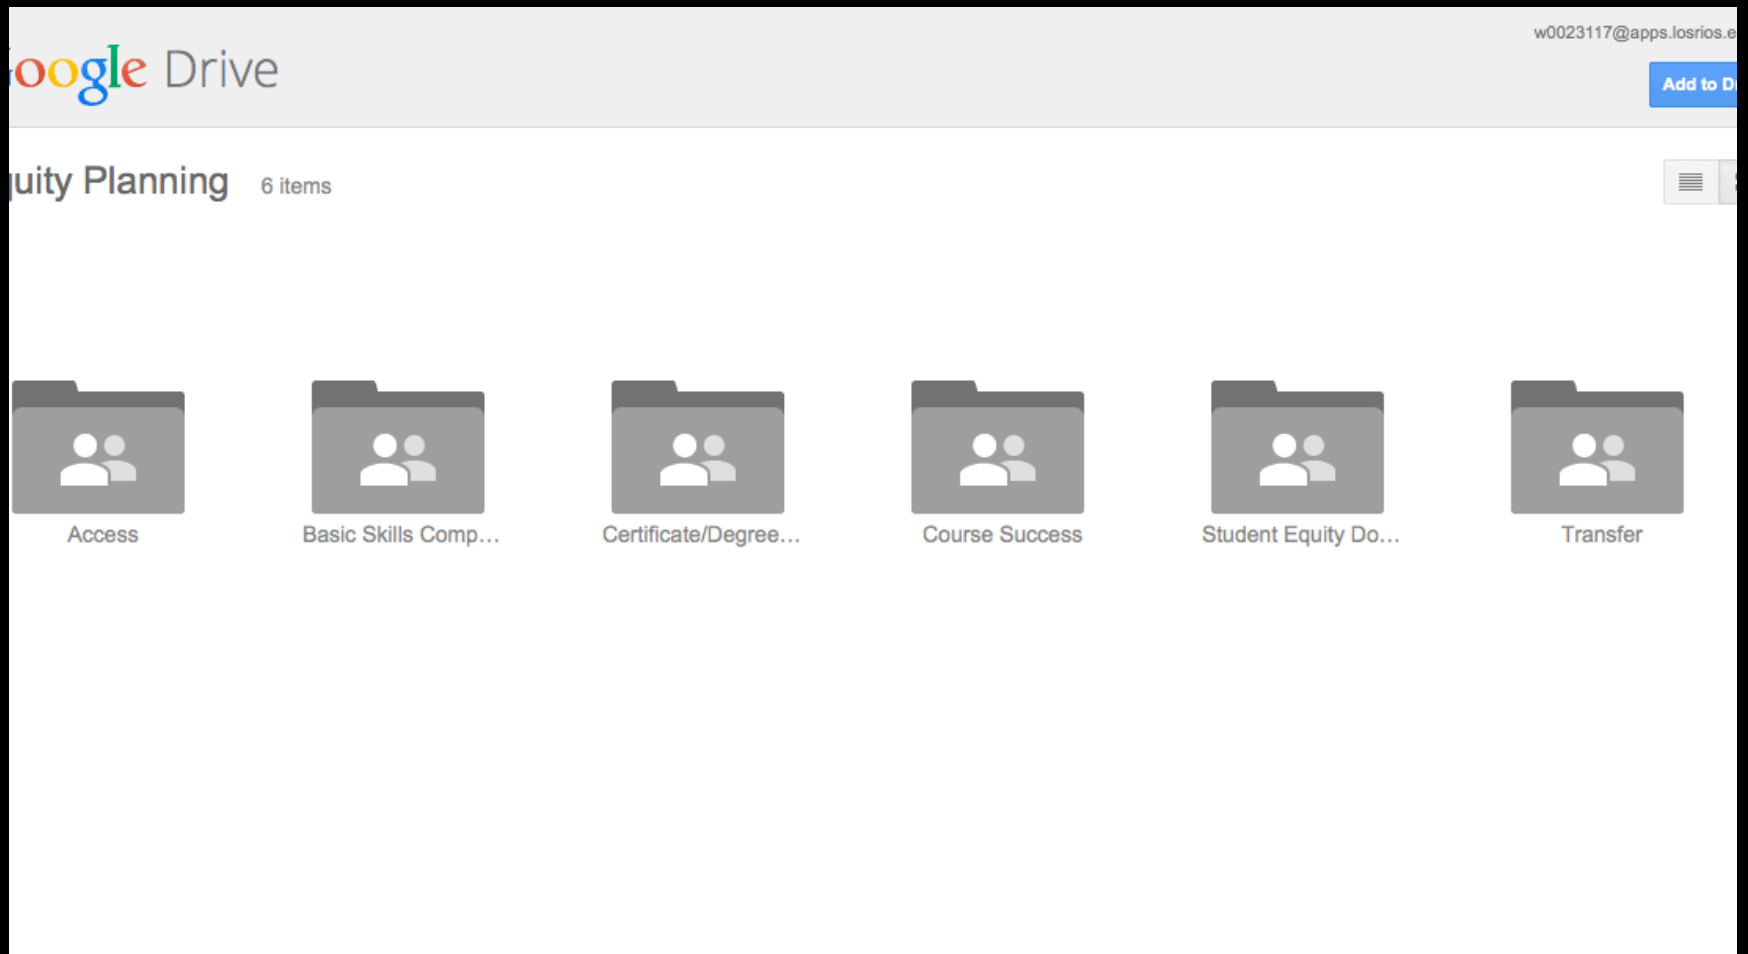 oogle Drive
w0023117@apps.losrios.e
Add to D
uity Planning 6 items
Access
Basic Skills Comp...
Certificate/Degree...
Course Success
Student Equity Do...
Transfer